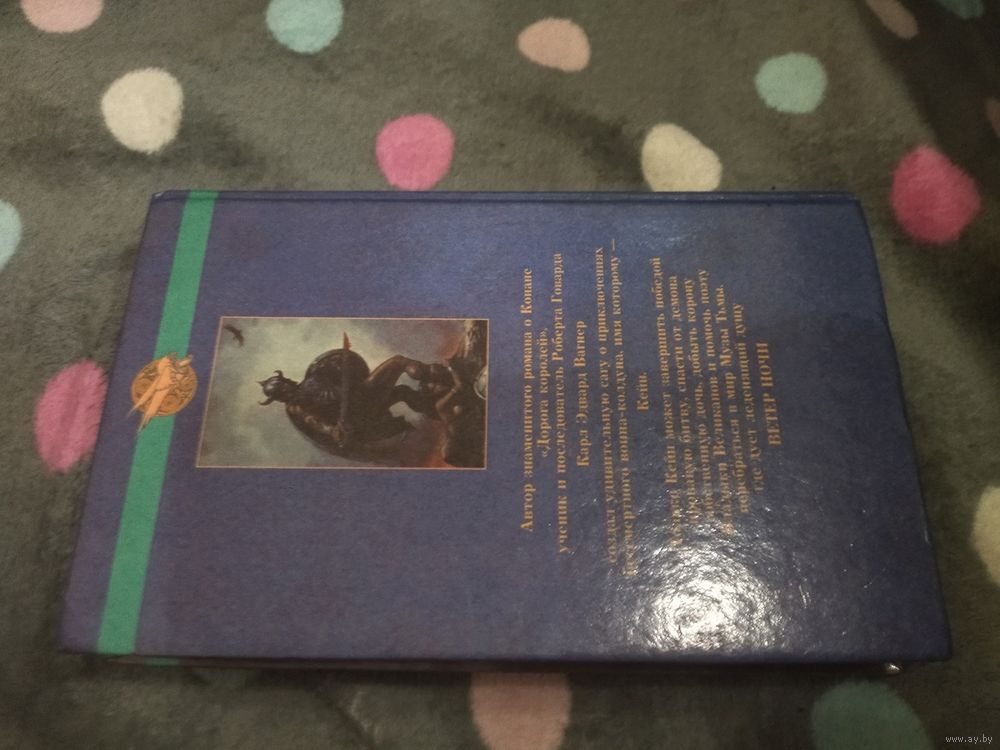 Автор знаменитого романа о Конане
«Дорога королей»,
ученик и последователь Роберта Говарда
Карл Эдвард Вагнер
создал удивительную сагу о приключениях
бессмертного воина-колдуна, имя которому —
Кейн.
Кейн может завершить победой
битву, спасти от демона
дочь, добыть корону
Великанов и помочь поэту
пробраться в мир Музы Тьмы,
где дует леденящий душу
ВЕТЕР НОЧИ
www.ay.by